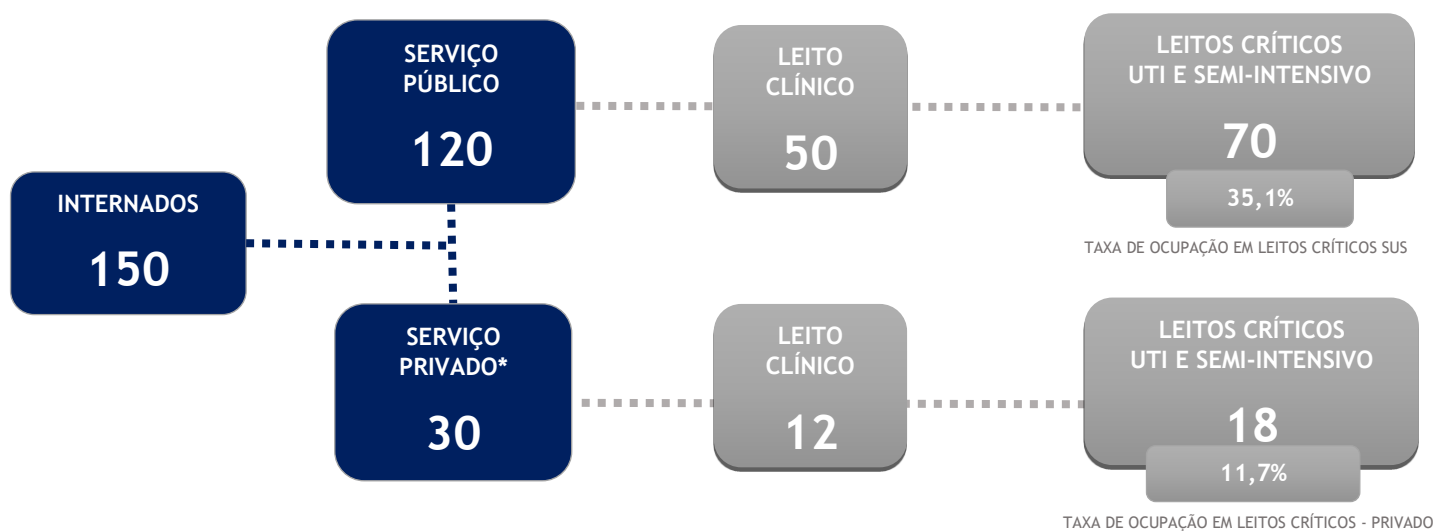 INTERNADOS
150
SERVIÇO
PÚBLICO
120
LEITO
CLÍNICO
50
LEITOS CRÍTICOS
UTI E SEMI-INTENSIVO
70
35,1%
TAXA DE OCUPAÇÃO EM LEITOS CRÍTICOS SUS
SERVIÇO
PRIVADO*
30
LEITO
CLÍNICO
12
LEITOS CRÍTICOS
UTI E SEMI-INTENSIVO
18
11,7%
TAXA DE OCUPAÇÃO EM LEITOS CRÍTICOS - PRIVADO